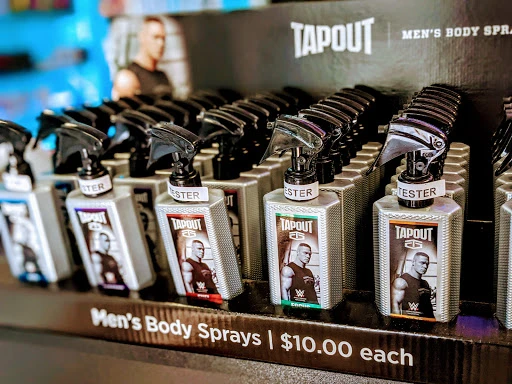 TAPOUT | MEN'S BODY SPRA
TESTER
TESTER
TESTER
TESTER
TAPOUT
TAPOUT
TAPOUT
TAPOUT
W
W
W
Men's Body Sprays | $10.00 each